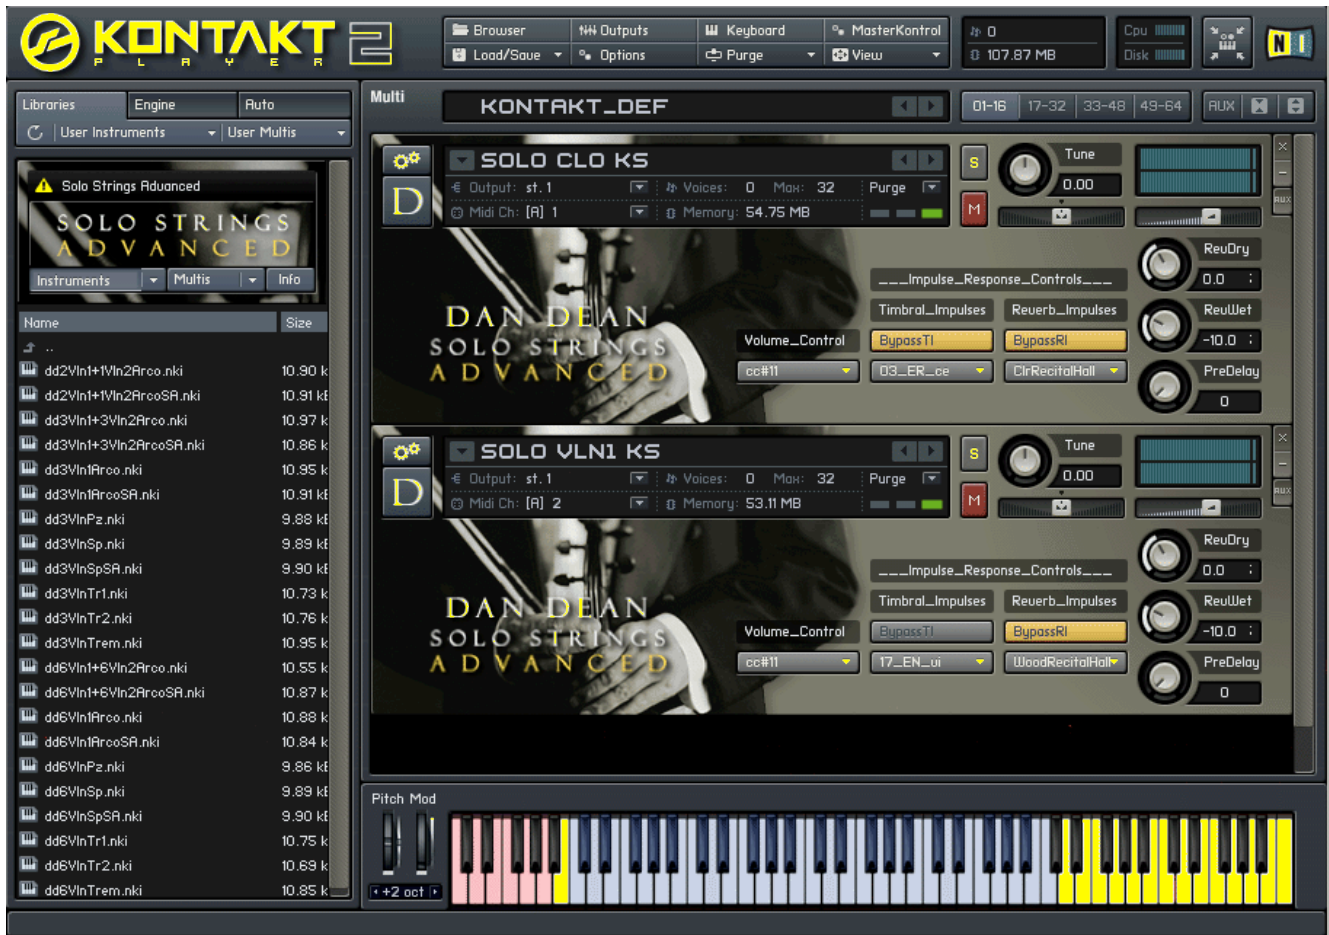 KONTAKT 2
PLAYER
Browser
Outputs
Keyboard
MasterKontrol
Load/Save
Options
Purge
View
0
107.87 MB
Cpu
Disk
N I
Libraries
Engine
Auto
User Instruments
User Multis
Solo Strings Advanced
SOLO STRINGS
ADVANCED
Instruments
Multis
Info
Name
Size
..
dd2Vln1+1Vln2Arco.nki 10.90 k
dd2Vln1+1Vln2ArcoSA.nki 10.91 kE
dd3Vln1+3Vln2Arco.nki 10.97 k
dd3Vln1+3Vln2ArcoSA.nki 10.86 k
dd3Vln1Arco.nki 10.95 k
dd3Vln1ArcoSA.nki 10.91 kE
dd3VlnPz.nki 9.88 kE
dd3VlnSp.nki 9.89 kE
dd3VlnSpSA.nki 9.90 kE
dd3VlnTr1.nki 10.73 k
dd3VlnTr2.nki 10.76 k
dd3VlnTrem.nki 10.95 k
dd6Vln1+6Vln2Arco.nki 10.55 k
dd6Vln1+6Vln2ArcoSA.nki 10.87 k
dd6Vln1Arco.nki 10.88 k
dd6Vln1ArcoSA.nki 10.84 k
dd6VlnPz.nki 9.86 kE
dd6VlnSp.nki 9.89 kE
dd6VlnSpSA.nki 9.90 kE
dd6VlnTr1.nki 10.75 k
dd6VlnTr2.nki 10.69 k
dd6VlnTrem.nki 10.85 k
Multi
KONTAKT_DEF
01-16 17-32 33-48 49-64
AUX
SOLO CLO KS
S
Tune
0.00
D
Output: st. 1
Voices: 0 Max: 32
Purge
Midi Ch: [A] 1
Memory: 54.75 MB
M
AUX
DAN DEAN
SOLO STRINGS
ADVANCED
___Impulse_Response_Controls___
Timbral_Impulses
Reverb_Impulses
Volume_Control
BypassTI
BypassRI
cc#11
03_ER_ce
ClrRecitalHall
RevDry
0.0
RevWet
-10.0
PreDelay
0
SOLO VLN1 KS
S
Tune
0.00
D
Output: st. 1
Voices: 0 Max: 32
Purge
Midi Ch: [A] 2
Memory: 53.11 MB
M
AUX
DAN DEAN
SOLO STRINGS
ADVANCED
___Impulse_Response_Controls___
Timbral_Impulses
Reverb_Impulses
Volume_Control
BypassTI
BypassRI
cc#11
17_EN_ui
WoodRecitalHall
RevDry
0.0
RevWet
-10.0
PreDelay
0
Pitch Mod
+2 oct